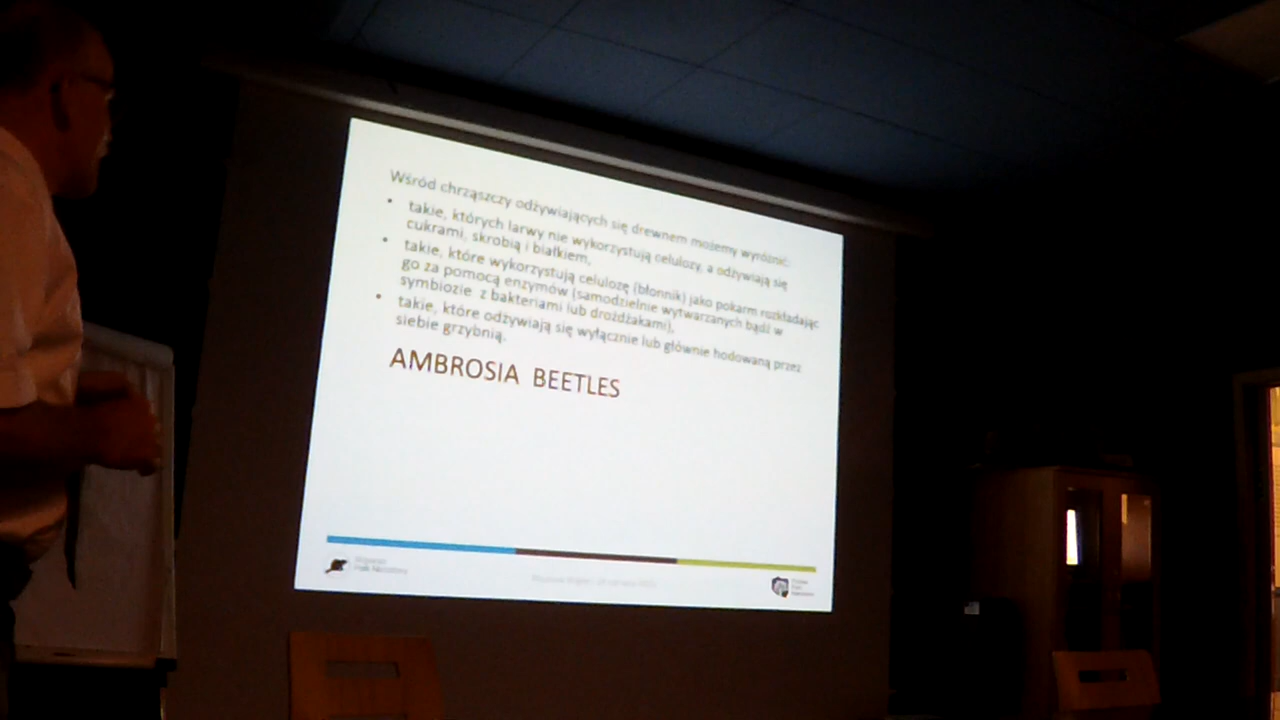 Wśród chrząszczy odżywiających się drewnem możemy wyróżnić:
• takie, których larwy nie wykorzystują celulozy, a odżywiają się
cukrami, skrobią i białkiem,
• takie, które wykorzystują celulozę (błonnik) jako pokarm rozkładając
go za pomocą enzymów (samodzielnie wytwarzanych bądź w
symbiozie z bakteriami lub drożdżakami),
• takie, które odżywiają się wyłącznie lub głównie hodowaną przez
siebie grzybnią.
AMBROSIA BEETLES